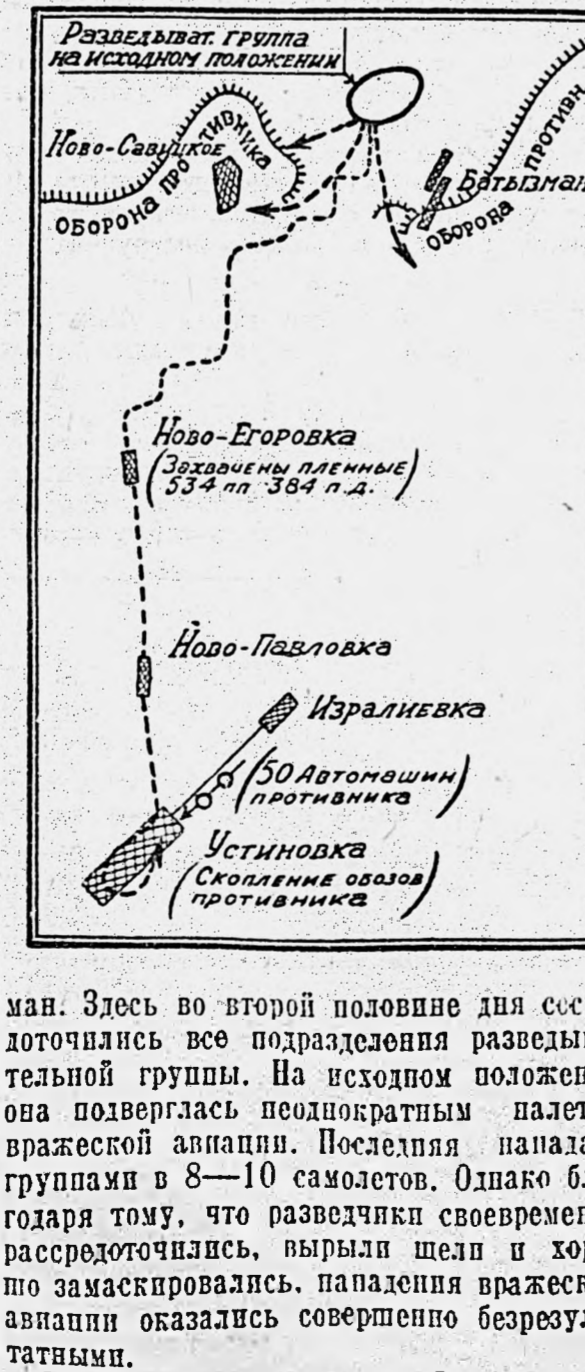 Разведыват. группа
на исходном положении
Ново-Савицкое
оборона противника
Батызман
оборона противн
Ново-Егоровка
(Захвачены пленные
534 пп 384 п.д.)
Ново-Павловка
Изралиевка
(50 Автомашин
противника)
Устиновка
(Скопление обозов
противника)
ман. Здесь во второй половине дня сос
доточились все подразделения разведыв
тельной группы. На исходном положен
она подверглась неоднократным налет
вражеской авиации. Последняя напада
группами в 8—10 самолетов. Однако бл
годаря тому, что разведчики своевремен
рассредоточились, вырыли щели и хор
шо замаскировались, нападения вражеск
авиации оказались совершенно безрезул
татными.